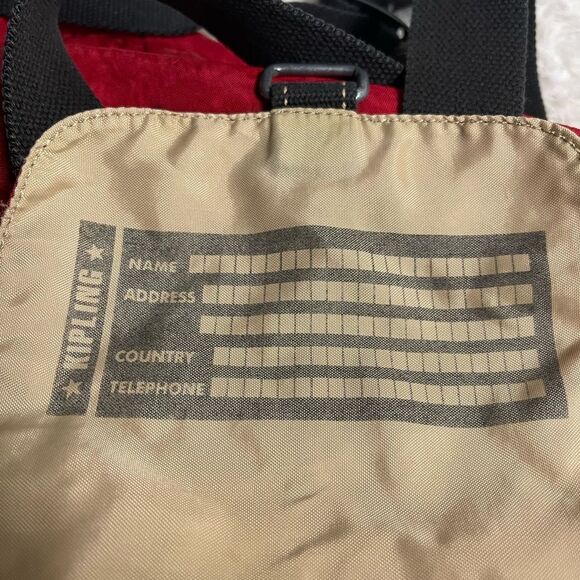 ★ KIPLING ★
NAME
ADDRESS
COUNTRY
TELEPHONE